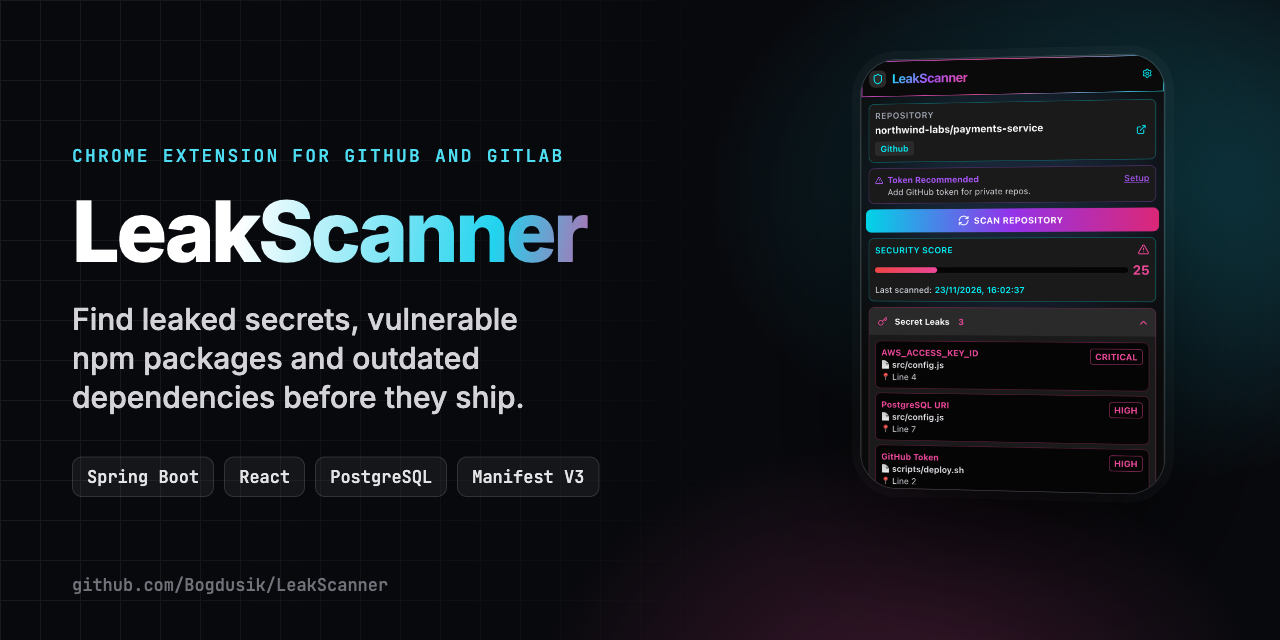 CHROME EXTENSION FOR GITHUB AND GITLAB
LeakScanner
Find leaked secrets, vulnerable
npm packages and outdated
dependencies before they ship.
Spring Boot
React
PostgreSQL
Manifest V3
github.com/Bogdusik/LeakScanner
LeakScanner
REPOSITORY
northwind-labs/payments-service
Github
Token Recommended
Setup
Add GitHub token for private repos.
SCAN REPOSITORY
SECURITY SCORE
25
Last scanned: 23/11/2026, 16:02:37
Secret Leaks 3
AWS_ACCESS_KEY_ID
CRITICAL
src/config.js
Line 4
PostgreSQL URI
HIGH
src/config.js
Line 7
GitHub Token
HIGH
scripts/deploy.sh
Line 2